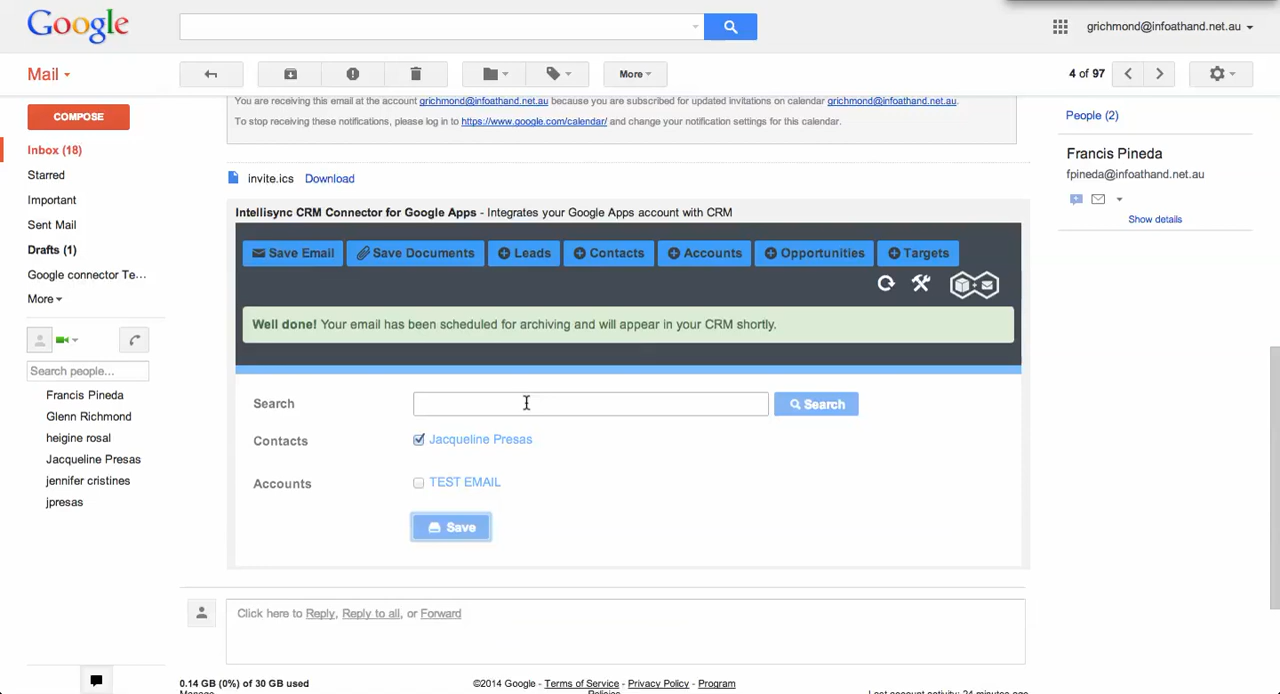 Google
grichmond@infoathand.net.au
Mail
More
4 of 97
COMPOSE
Inbox (18)
Starred
Important
Sent Mail
Drafts (1)
Google connector Te...
More
Search people...
Francis Pineda
Glenn Richmond
heigine rosal
Jacqueline Presas
jennifer cristines
jpresas
You are receiving this email at the account grichmond@infoathand.net.au because you are subscribed for updated invitations on calendar grichmond@infoathand.net.au.
To stop receiving these notifications, please log in to https://www.google.com/calendar/ and change your notification settings for this calendar.
invite.ics Download
Intellisync CRM Connector for Google Apps - Integrates your Google Apps account with CRM
Save Email Save Documents Leads Contacts Accounts Opportunities Targets
Well done! Your email has been scheduled for archiving and will appear in your CRM shortly.
Search Search
Contacts Jacqueline Presas
Accounts TEST EMAIL
Save
Click here to Reply, Reply to all, or Forward
0.14 GB (0%) of 30 GB used
Manage
©2014 Google - Terms of Service - Privacy Policy - Program
Policies
Last account activity: 24 minutes ago
People (2)
Francis Pineda
fpineda@infoathand.net.au
Show details